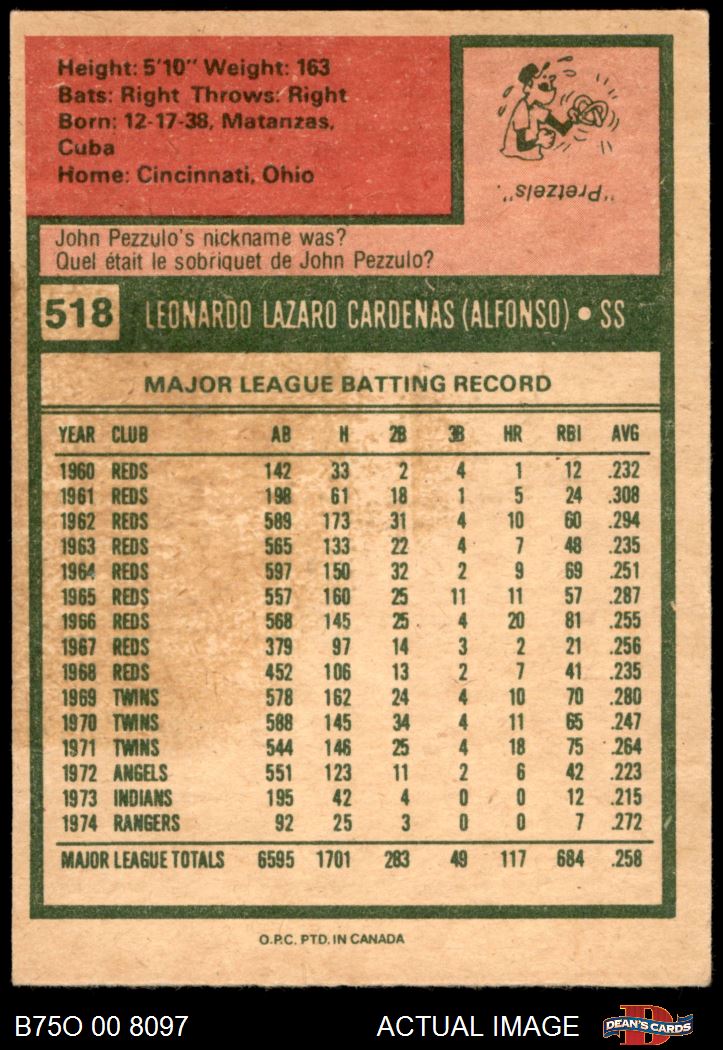 Height: 5'10" Weight: 163
Bats: Right Throws: Right
Born: 12-17-38, Matanzas,
Cuba
Home: Cincinnati, Ohio
"Pretzels".
John Pezzulo's nickname was?
Quel était le sobriquet de John Pezzulo?
518 LEONARDO LAZARO CARDENAS (ALFONSO) • SS
MAJOR LEAGUE BATTING RECORD
YEAR CLUB AB H 2B 3B HR RBI AVG
1960 REDS 142 33 2 4 1 12 .232
1961 REDS 198 61 18 1 5 24 .308
1962 REDS 589 173 31 4 10 60 .294
1963 REDS 565 133 22 4 7 48 .235
1964 REDS 597 150 32 2 9 69 .251
1965 REDS 557 160 25 11 11 57 .287
1966 REDS 568 145 25 4 20 81 .255
1967 REDS 379 97 14 3 2 21 .256
1968 REDS 452 106 13 2 7 41 .235
1969 TWINS 578 162 24 4 10 70 .280
1970 TWINS 588 145 34 4 11 65 .247
1971 TWINS 544 146 25 4 18 75 .264
1972 ANGELS 551 123 11 2 6 42 .223
1973 INDIANS 195 42 4 0 0 12 .215
1974 RANGERS 92 25 3 0 0 7 .272
MAJOR LEAGUE TOTALS 6595 1701 283 49 117 684 .258
O.P.C. PTD. IN CANADA
B75O 00 8097 ACTUAL IMAGE D DEAN'S CARDS